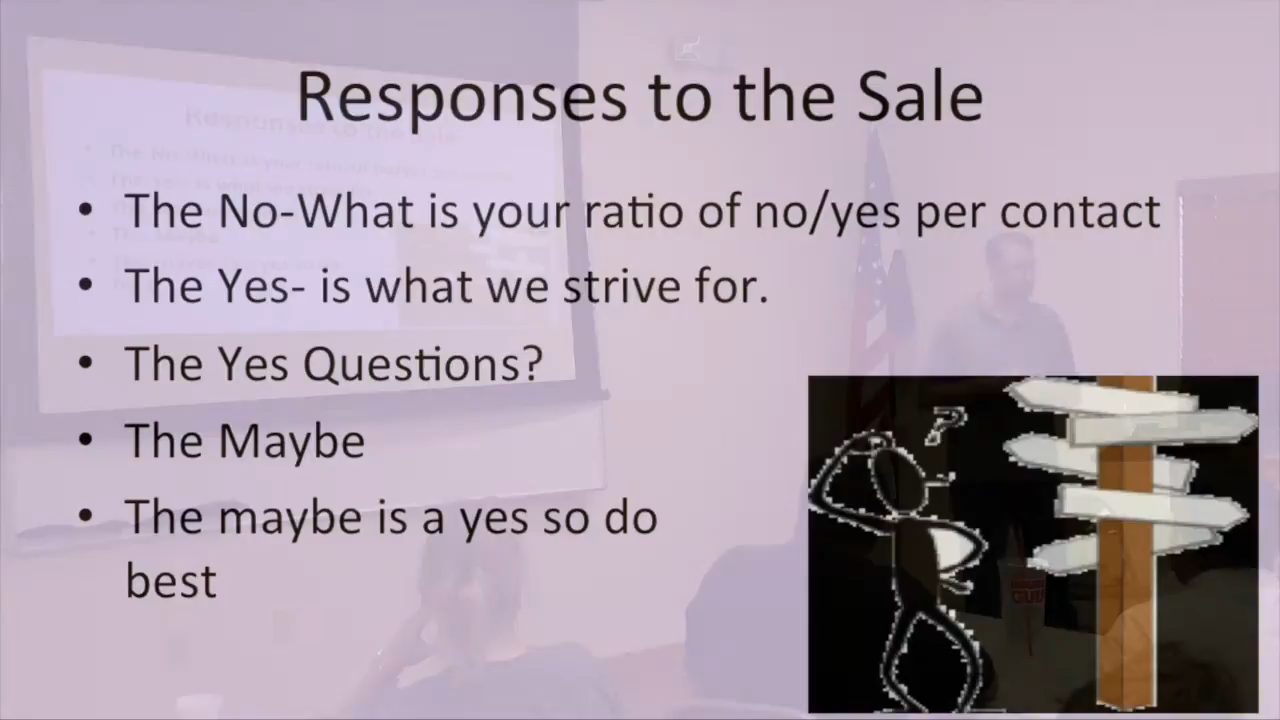 Responses to the Sale
• The No-What is your ratio of no/yes per contact
• The Yes- is what we strive for.
• The Yes Questions?
• The Maybe
• The maybe is a yes so do
best
?